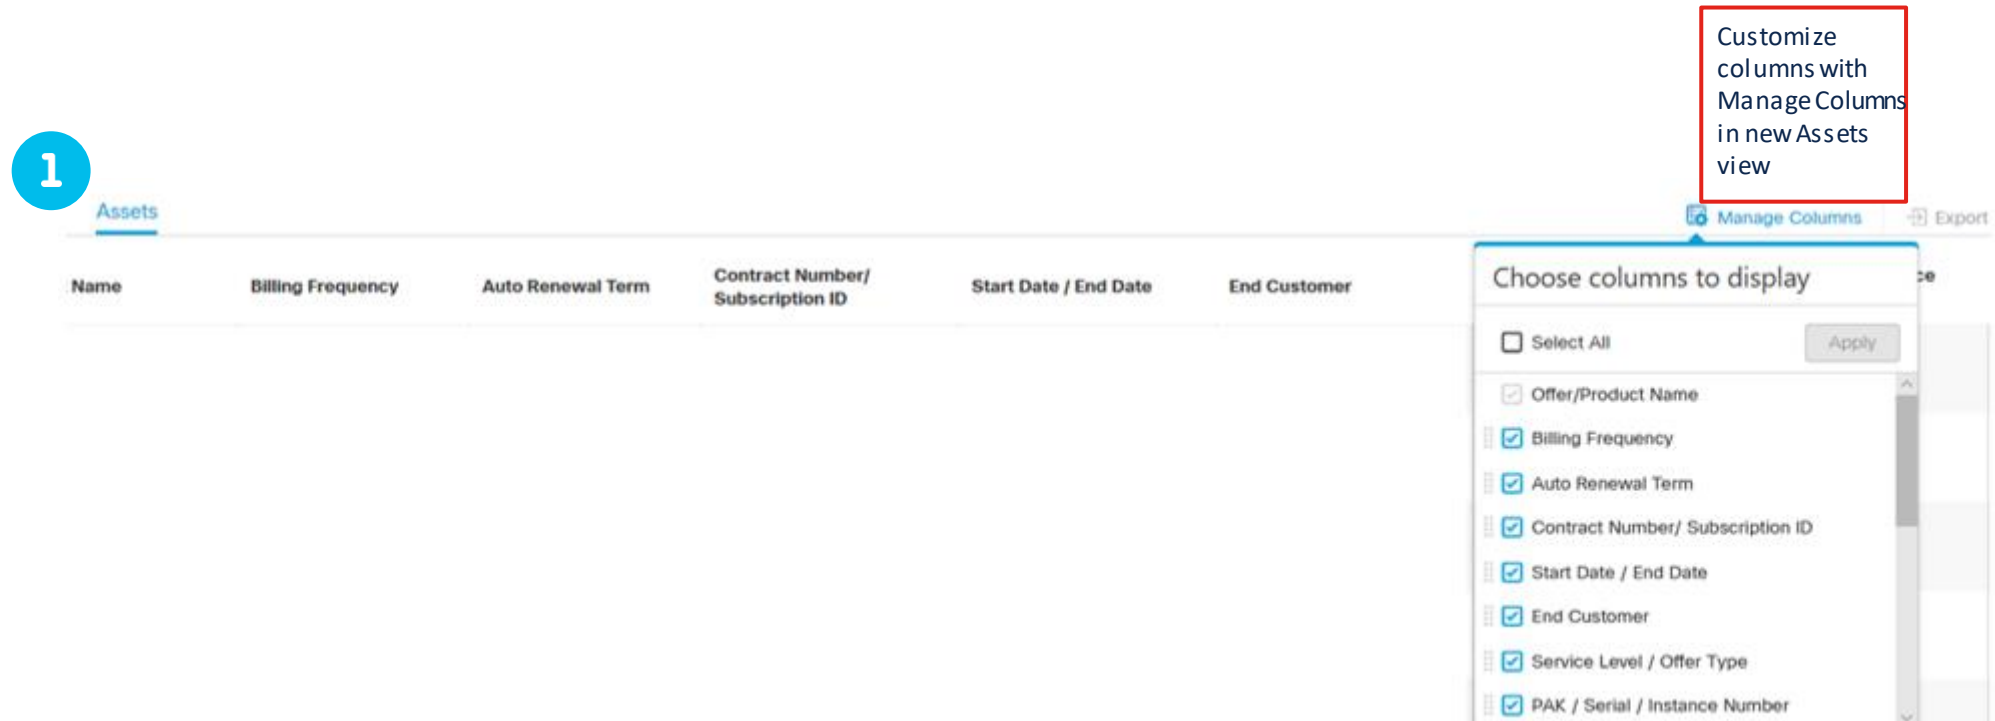 Customize
columns with
Manage Columns
in new Assets
view
1
Assets
Manage Columns
Export
Name
Billing Frequency
Auto Renewal Term
Contract Number/
Subscription ID
Start Date / End Date
End Customer
Choose columns to display
Select All
Apply
Offer/Product Name
Billing Frequency
Auto Renewal Term
Contract Number/ Subscription ID
Start Date / End Date
End Customer
Service Level / Offer Type
PAK / Serial / Instance Number